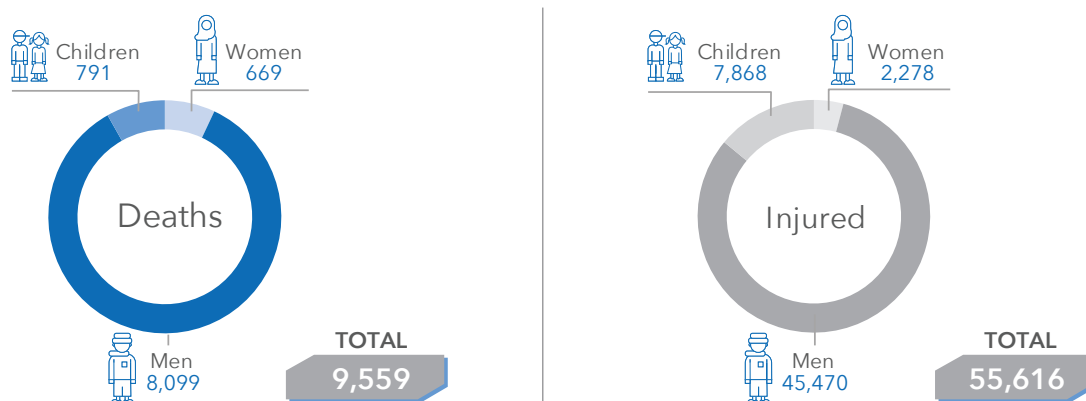 Children
791
Women
669
Deaths
Men
8,099
TOTAL
9,559
Children
7,868
Women
2,278
Injured
Men
45,470
TOTAL
55,616